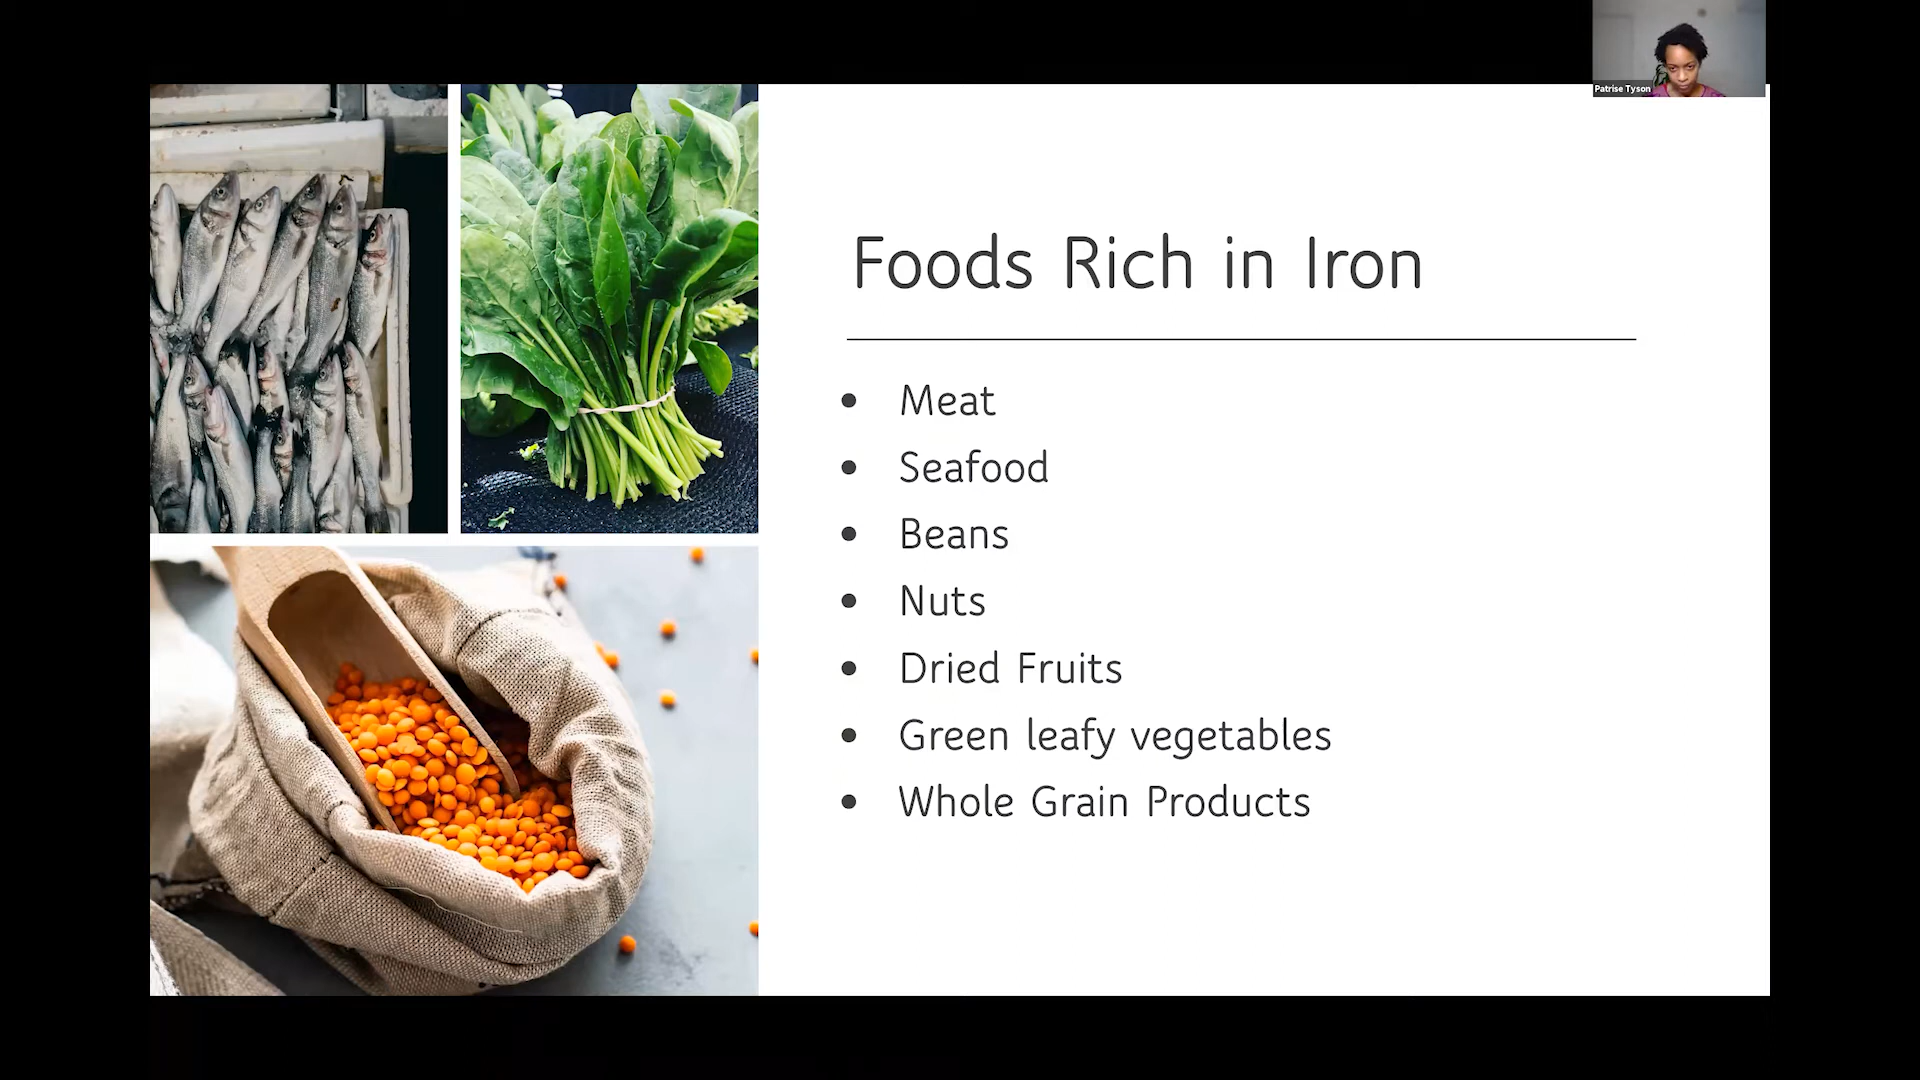 Patrise Tyson
Foods Rich in Iron
• Meat
• Seafood
• Beans
• Nuts
• Dried Fruits
• Green leafy vegetables
• Whole Grain Products